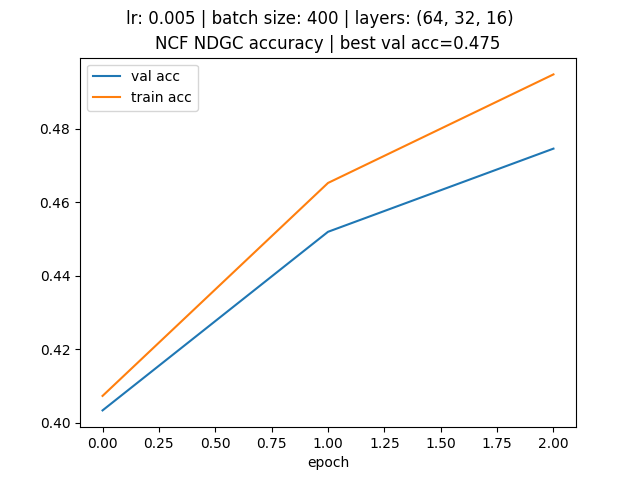 lr: 0.005 | batch size: 400 | layers: (64, 32, 16)
NCF NDGC accuracy | best val acc=0.475
val acc
train acc
0.48
0.46
0.44
0.42
0.40
0.00 0.25 0.50 0.75 1.00 1.25 1.50 1.75 2.00
epoch